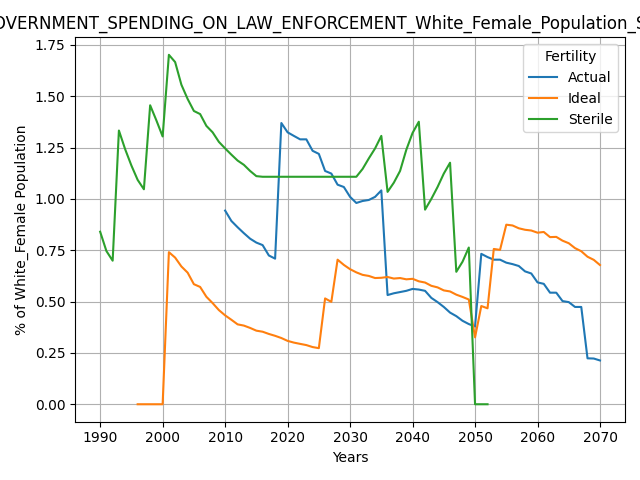 OVERNMENT_SPENDING_ON_LAW_ENFORCEMENT_White_Female_Population_S
% of White_Female Population
1.75
1.50
1.25
1.00
0.75
0.50
0.25
0.00
Fertility
Actual
Ideal
Sterile
1990 2000 2010 2020 2030 2040 2050 2060 2070
Years